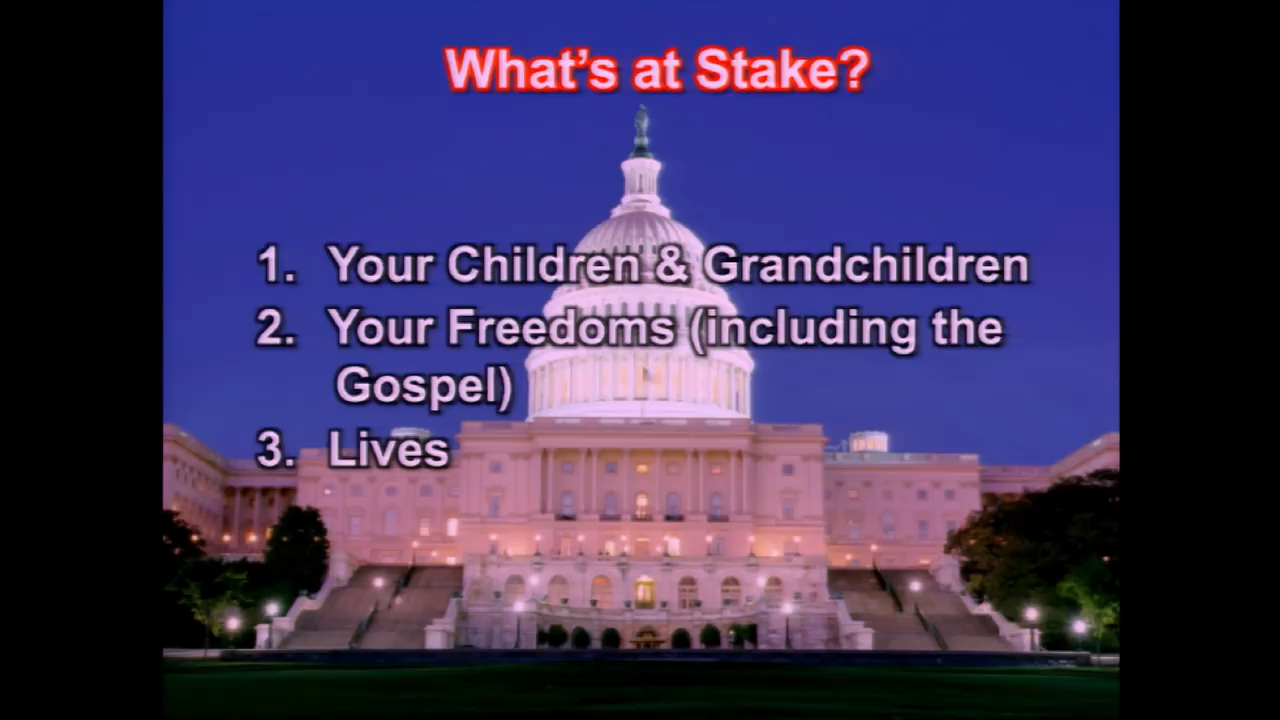 What's at Stake?
1. Your Children & Grandchildren
2. Your Freedoms (including the
Gospel)
3. Lives